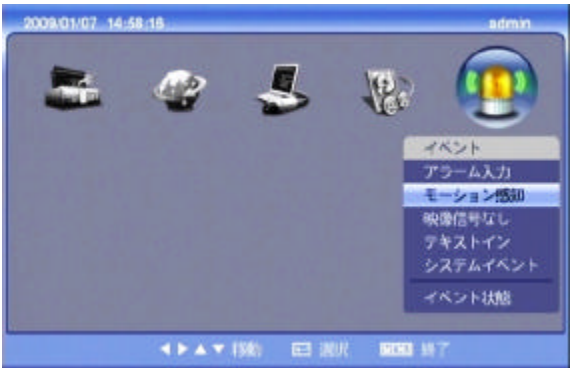 2009/01/07 14:58:16 admin
イベント
アラーム入力
モーション感知
映像信号なし
テキストイン
システムイベント
イベント状態
◀▶▲▼ 移動 選択 終了